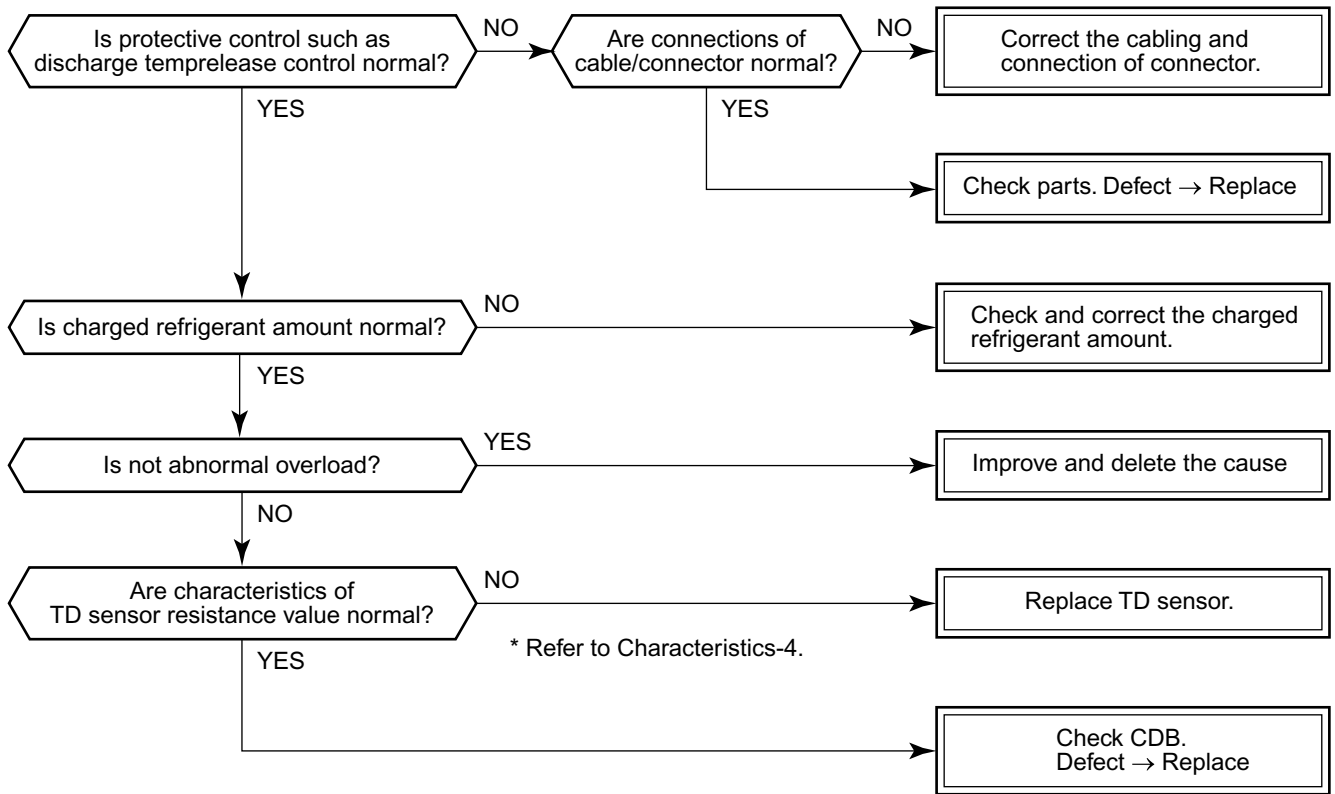 Is protective control such as
discharge temprelease control normal?
NO
Are connections of
cable/connector normal?
NO
Correct the cabling and
connection of connector.
YES
YES
Check parts. Defect → Replace
Is charged refrigerant amount normal?
NO
Check and correct the charged
refrigerant amount.
YES
Is not abnormal overload?
YES
Improve and delete the cause
NO
Are characteristics of
TD sensor resistance value normal?
NO
Replace TD sensor.
* Refer to Characteristics-4.
YES
Check CDB.
Defect → Replace